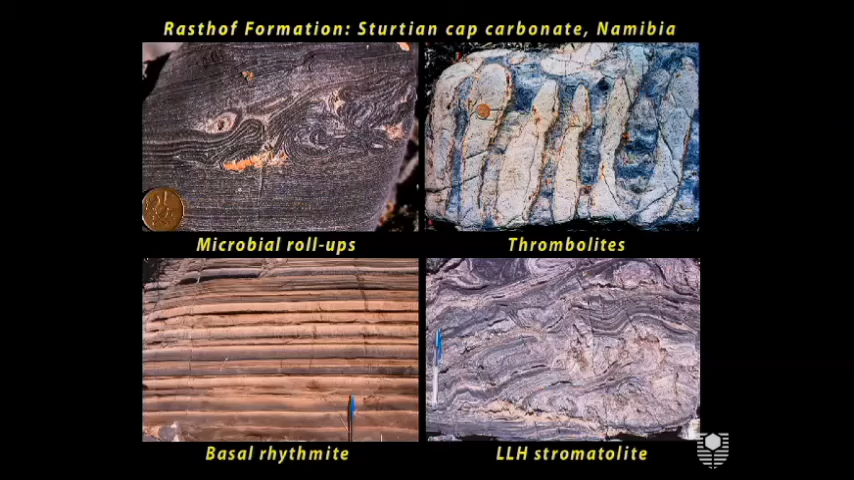 Rasthof Formation: Sturtian cap carbonate, Namibia
Microbial roll-ups
Thrombolites
Basal rhythmite
LLH stromatolite